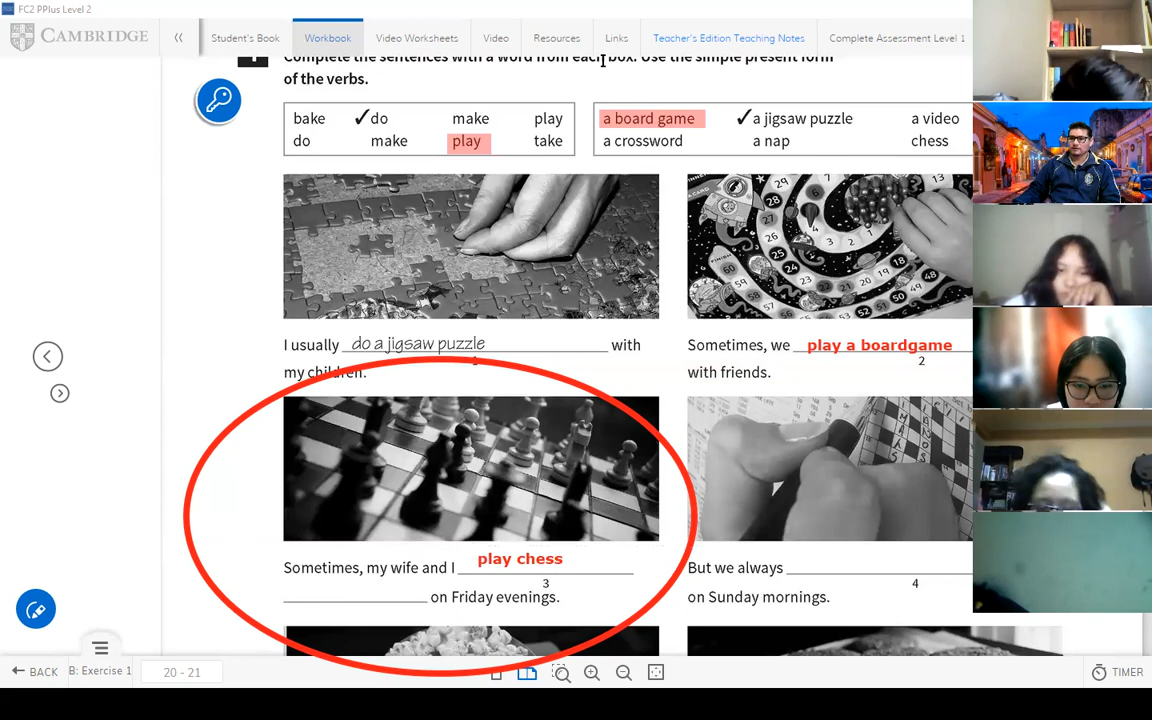 FC2 PPlus Level 2
CAMBRIDGE
Student's Book
Workbook
Video Worksheets
Video
Resources
Links
Teacher's Edition Teaching Notes
Complete Assessment Level 1
Complete the sentences with a word from each box. Use the simple present form
of the verbs.
bake ✓do make play
do make play take
a board game ✓a jigsaw puzzle a video
a crossword a nap chess
I usually do a jigsaw puzzle with
1
my children.
Sometimes, we play a boardgame
2
with friends.
Sometimes, my wife and I play chess
3
on Friday evenings.
But we always
4
on Sunday mornings.
BACK
B: Exercise 1
20 - 21
TIMER